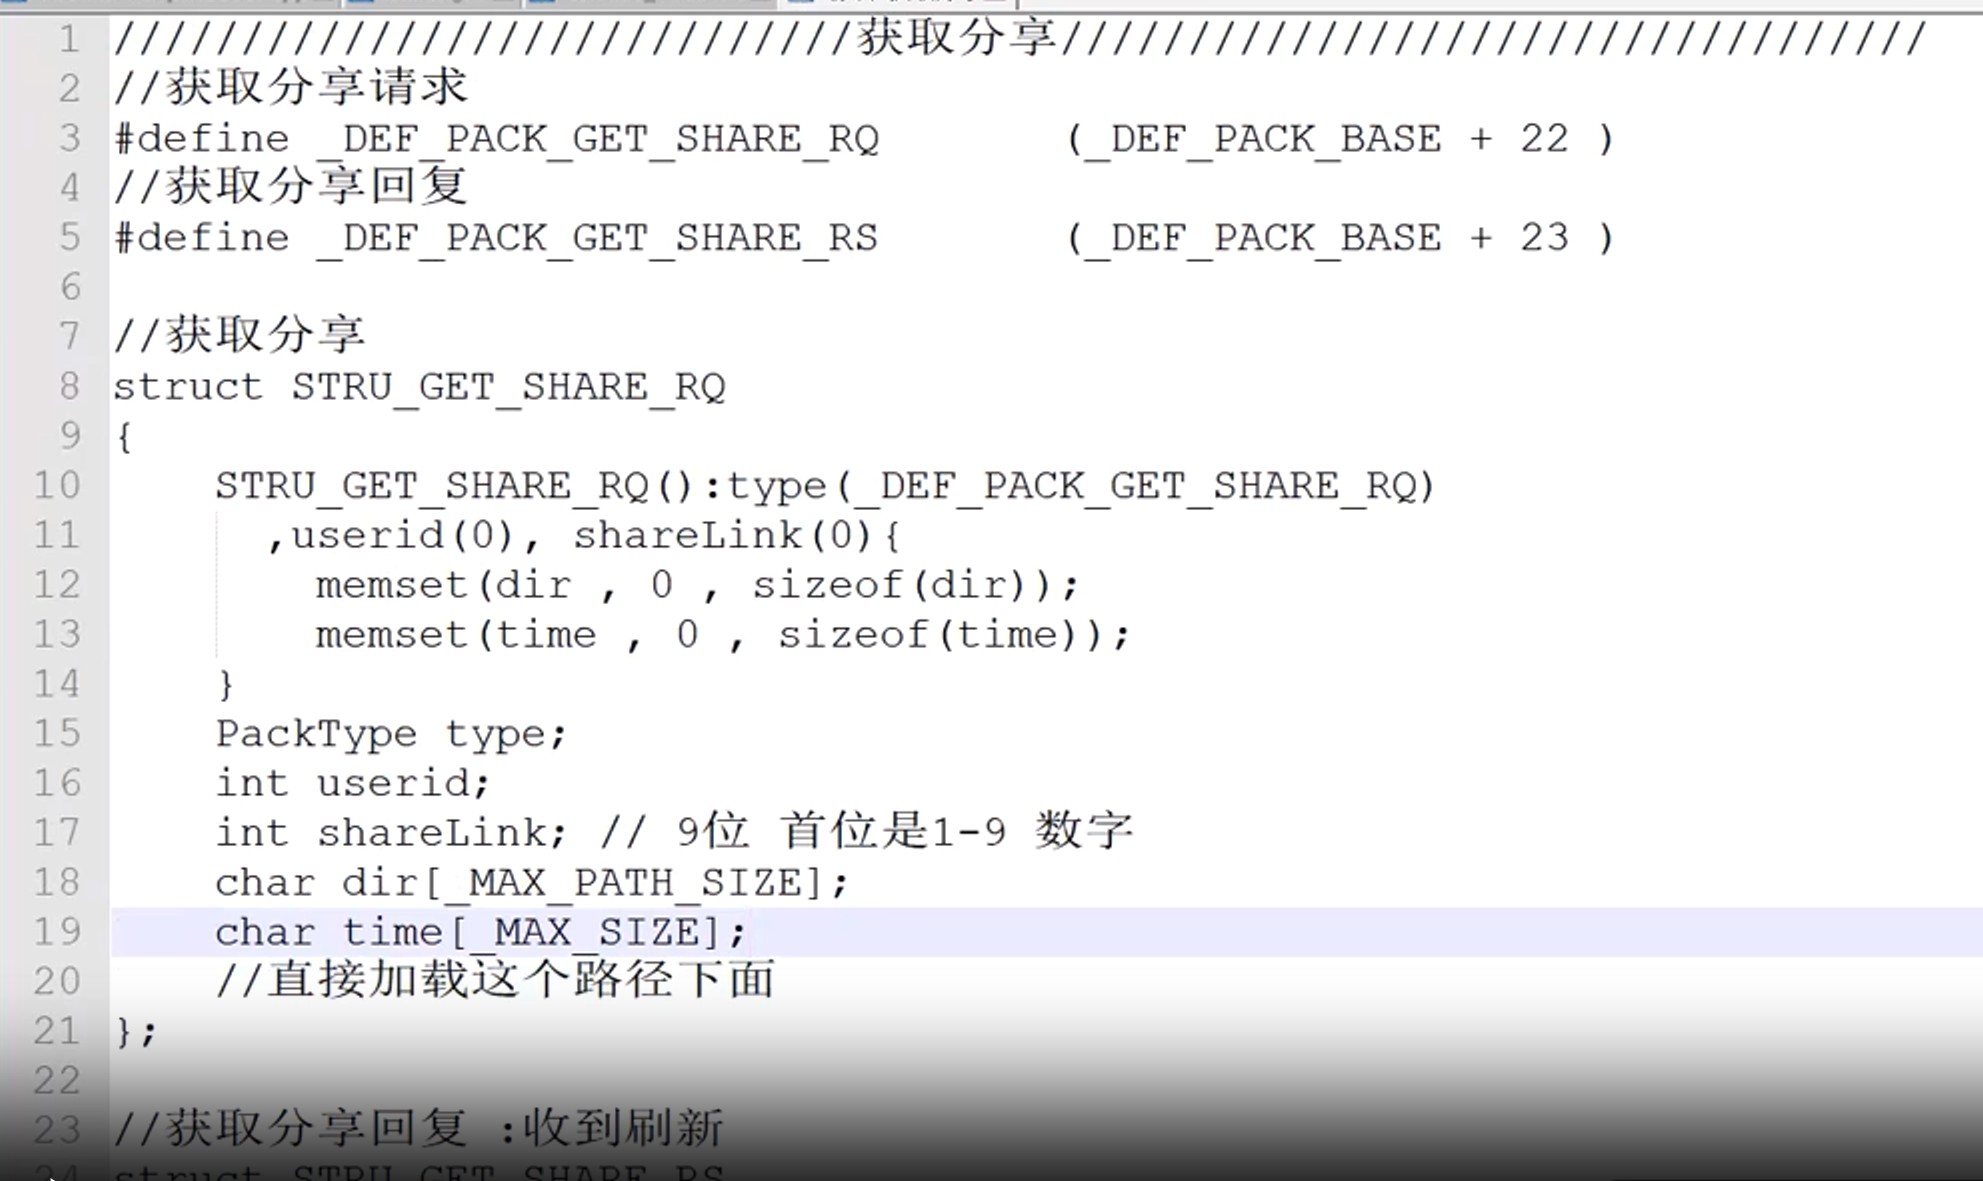 1 /////////////////////////////获取分享//////////////////////////////////
2 //获取分享请求
3 #define _DEF_PACK_GET_SHARE_RQ (_DEF_PACK_BASE + 22 )
4 //获取分享回复
5 #define _DEF_PACK_GET_SHARE_RS (_DEF_PACK_BASE + 23 )
6
7 //获取分享
8 struct STRU_GET_SHARE_RQ
9 {
10 STRU_GET_SHARE_RQ():type(_DEF_PACK_GET_SHARE_RQ)
11 ,userid(0), shareLink(0){
12 memset(dir , 0 , sizeof(dir));
13 memset(time , 0 , sizeof(time));
14 }
15 PackType type;
16 int userid;
17 int shareLink; // 9位 首位是1-9 数字
18 char dir[_MAX_PATH_SIZE];
19 char time[_MAX_SIZE];
20 //直接加载这个路径下面
21 };
22
23 //获取分享回复 :收到刷新
24 struct STRU_GET_SHARE_RS